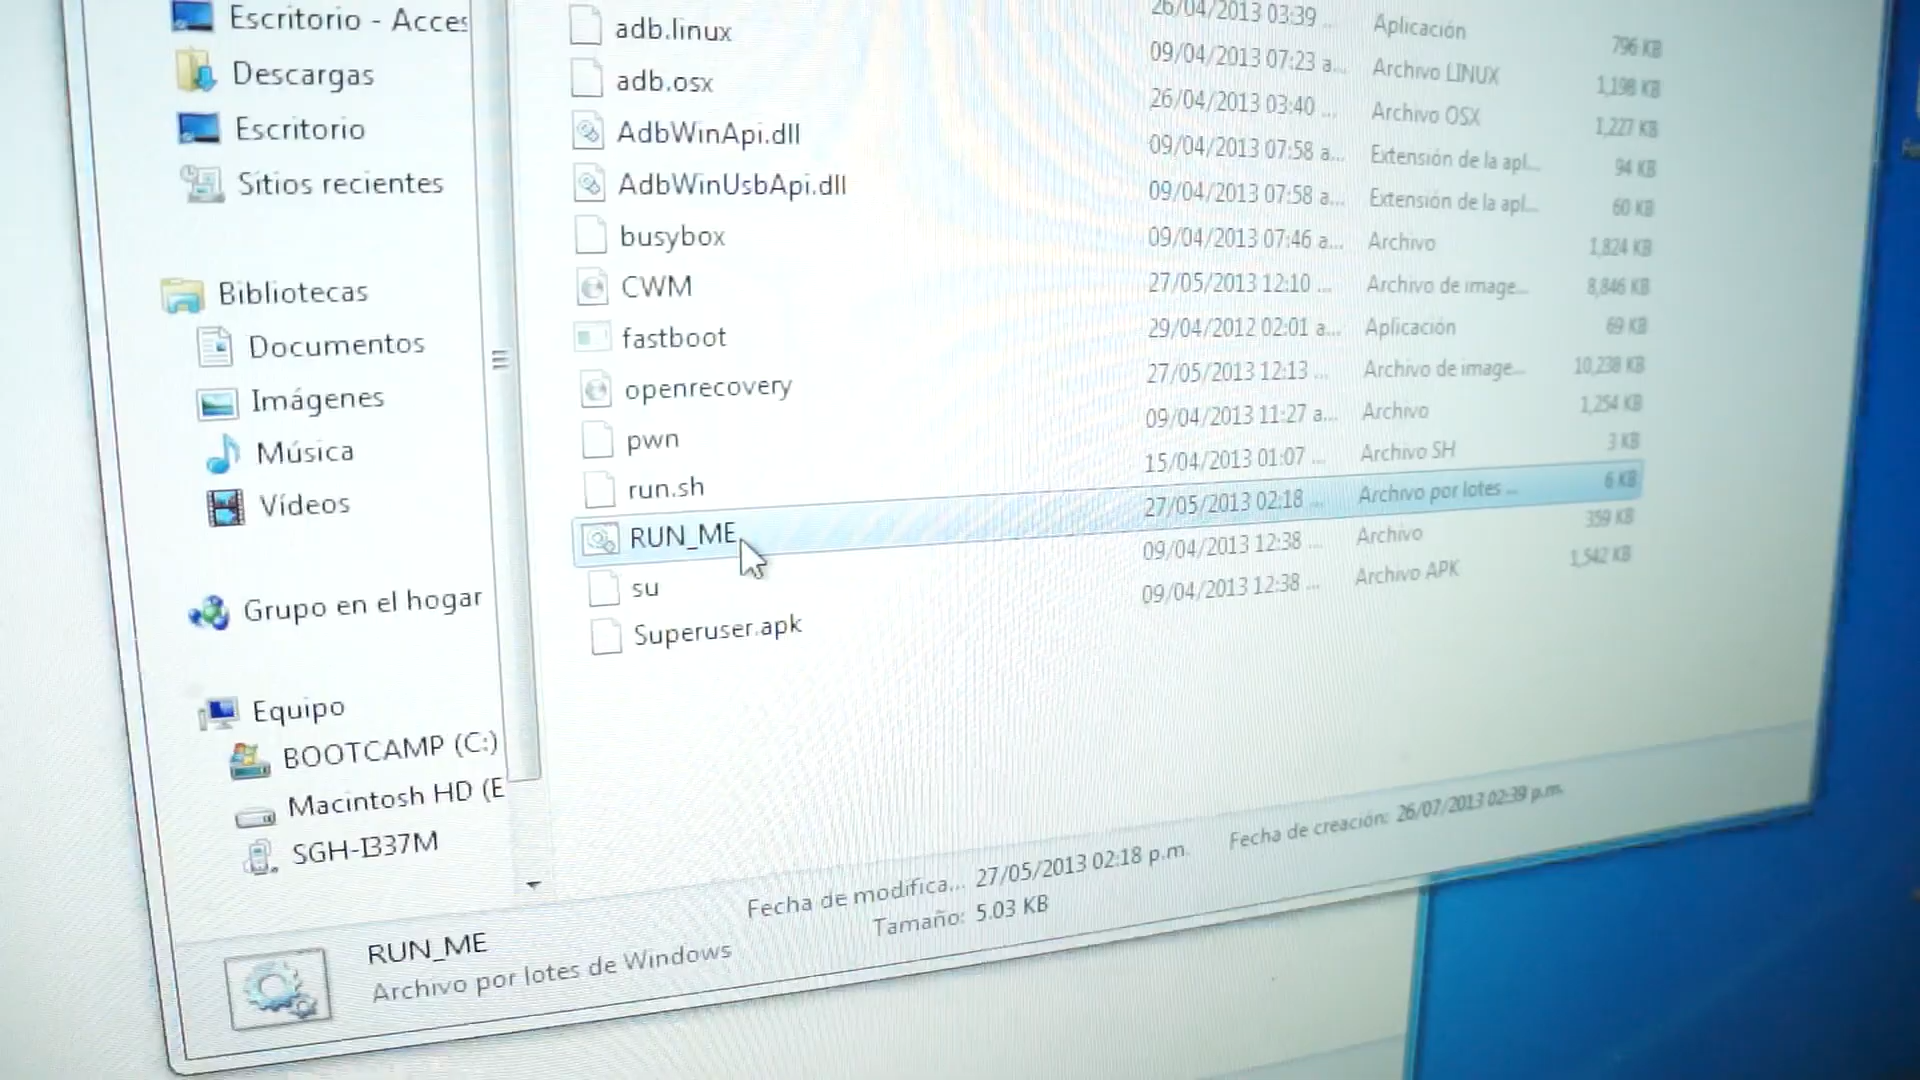 Escritorio - Acces
Descargas
Escritorio
Sitios recientes
Bibliotecas
Documentos
Imágenes
Música
Vídeos
Grupo en el hogar
Equipo
BOOTCAMP (C:)
Macintosh HD (E
SGH-I337M
26/04/2013 03:39 ... Aplicación 796 KB
adb.linux 09/04/2013 07:23 a... Archivo LINUX 1,198 KB
adb.osx 26/04/2013 03:40 ... Archivo OSX 1,227 KB
AdbWinApi.dll 09/04/2013 07:58 a... Extensión de la apl... 94 KB
AdbWinUsbApi.dll 09/04/2013 07:58 a... Extensión de la apl... 60 KB
busybox 09/04/2013 07:46 a... Archivo 1,824 KB
CWM 27/05/2013 12:10 ... Archivo de image... 8,846 KB
fastboot 29/04/2012 02:01 a... Aplicación 69 KB
openrecovery 27/05/2013 12:13 ... Archivo de image... 10,238 KB
pwn 09/04/2013 11:27 a... Archivo 1,254 KB
run.sh 15/04/2013 01:07 ... Archivo SH 3 KB
RUN_ME 27/05/2013 02:18 ... Archivo por lotes ... 6 KB
su 09/04/2013 12:38 ... Archivo 359 KB
Superuser.apk 09/04/2013 12:38 ... Archivo APK 1,542 KB
RUN_ME
Archivo por lotes de Windows
Fecha de modifica... 27/05/2013 02:18 p.m.
Tamaño: 5.03 KB
Fecha de creación: 26/07/2013 02:39 p.m.